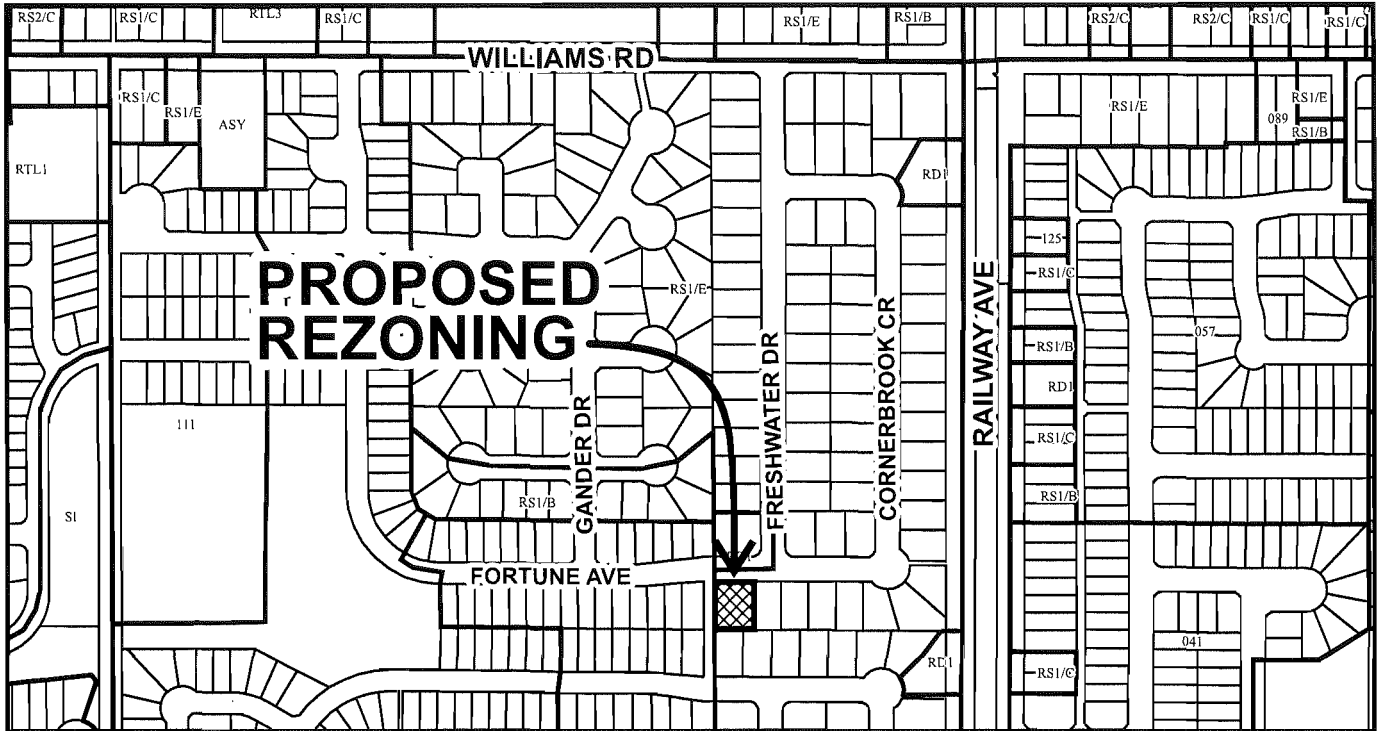 RS2/C
RS1/C
RTL3
RS1/C
RS1/E
RS1/B
RS2/C
RS2/C
RS1/C
RS1/C
WILLIAMS RD
RS1/C
RS1/E
ASY
RS1/E
089
RS1/E
RS1/B
RTL1
RD1
125
RS1/C
PROPOSED
REZONING
RS1/E
FRESHWATER DR
CORNERBROOK CR
RAILWAY AVE
057
RS1/B
RD1
GANDER DR
111
RS1/C
RS1/B
RS1/B
S1
FORTUNE AVE
041
RD1
RS1/C